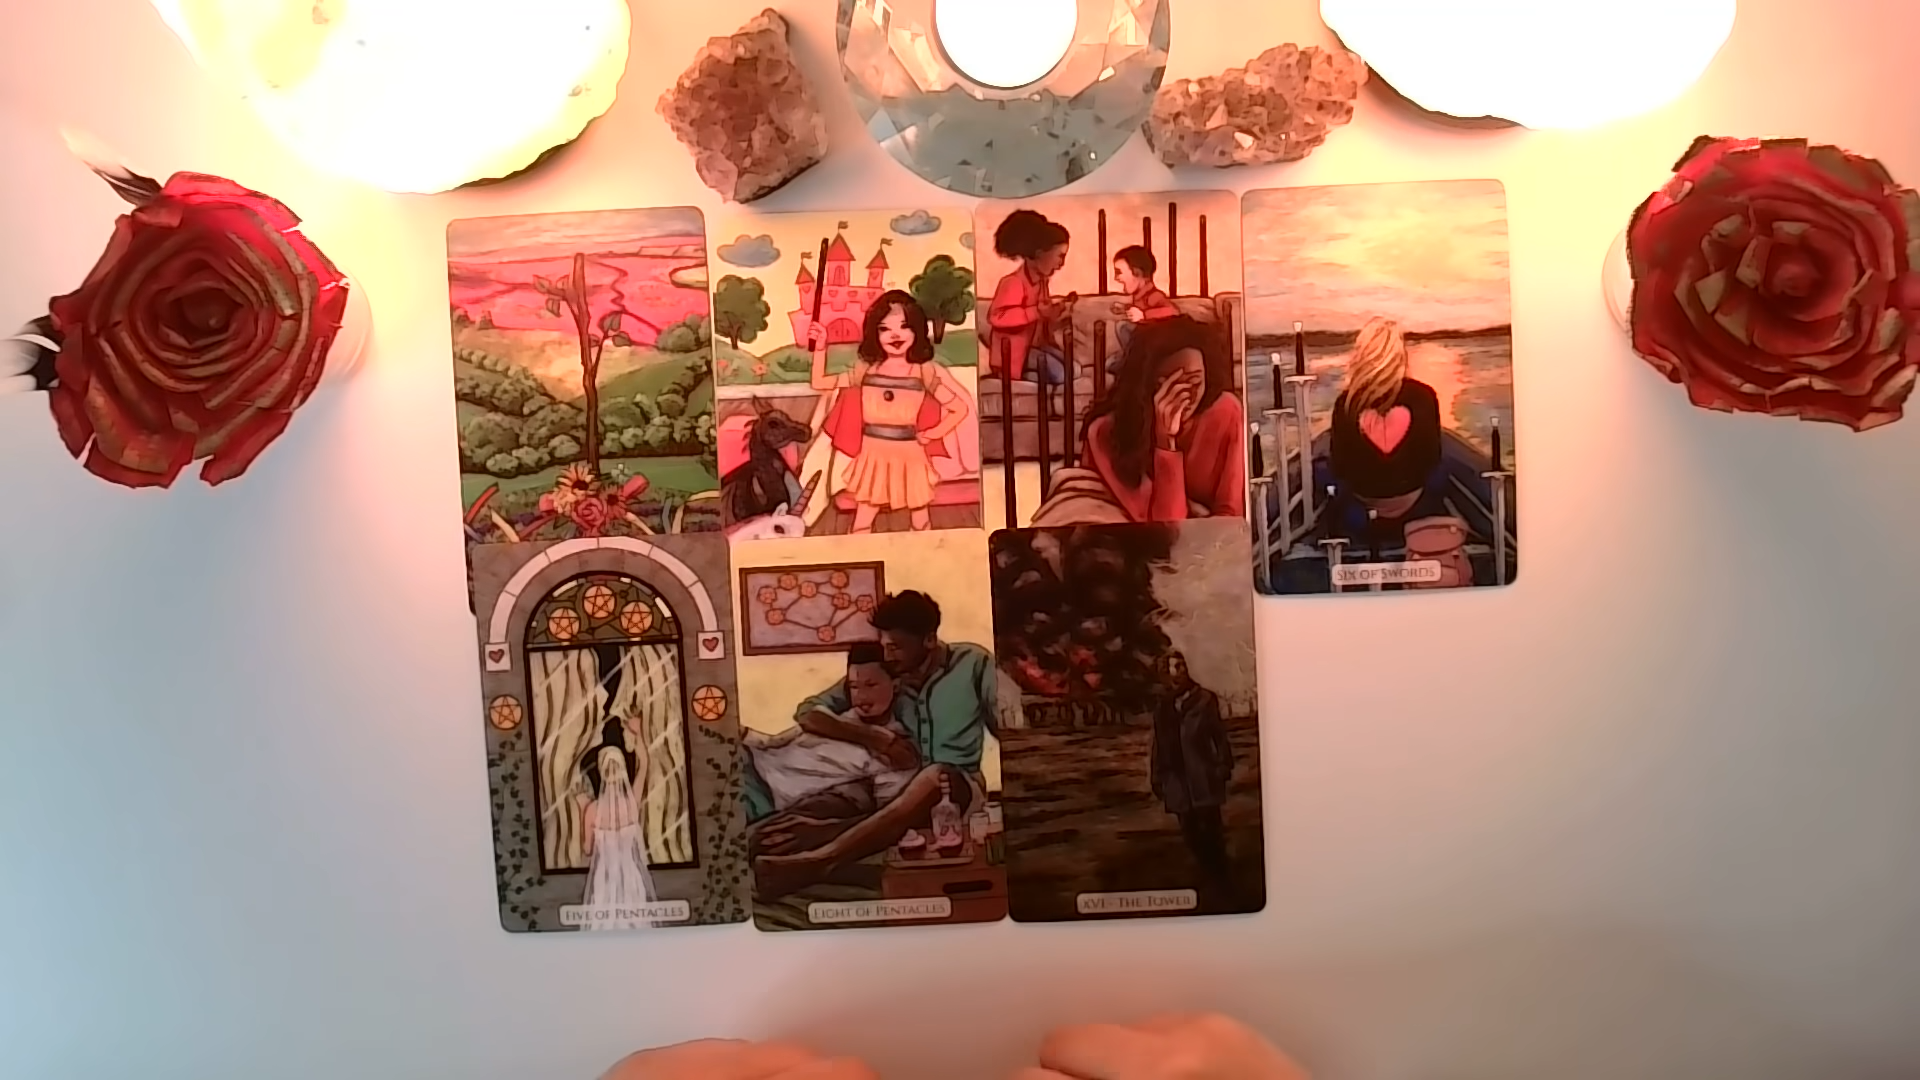 SIX OF SWORDS
FIVE OF PENTACLES
EIGHT OF PENTACLES
XVI - THE TOWER